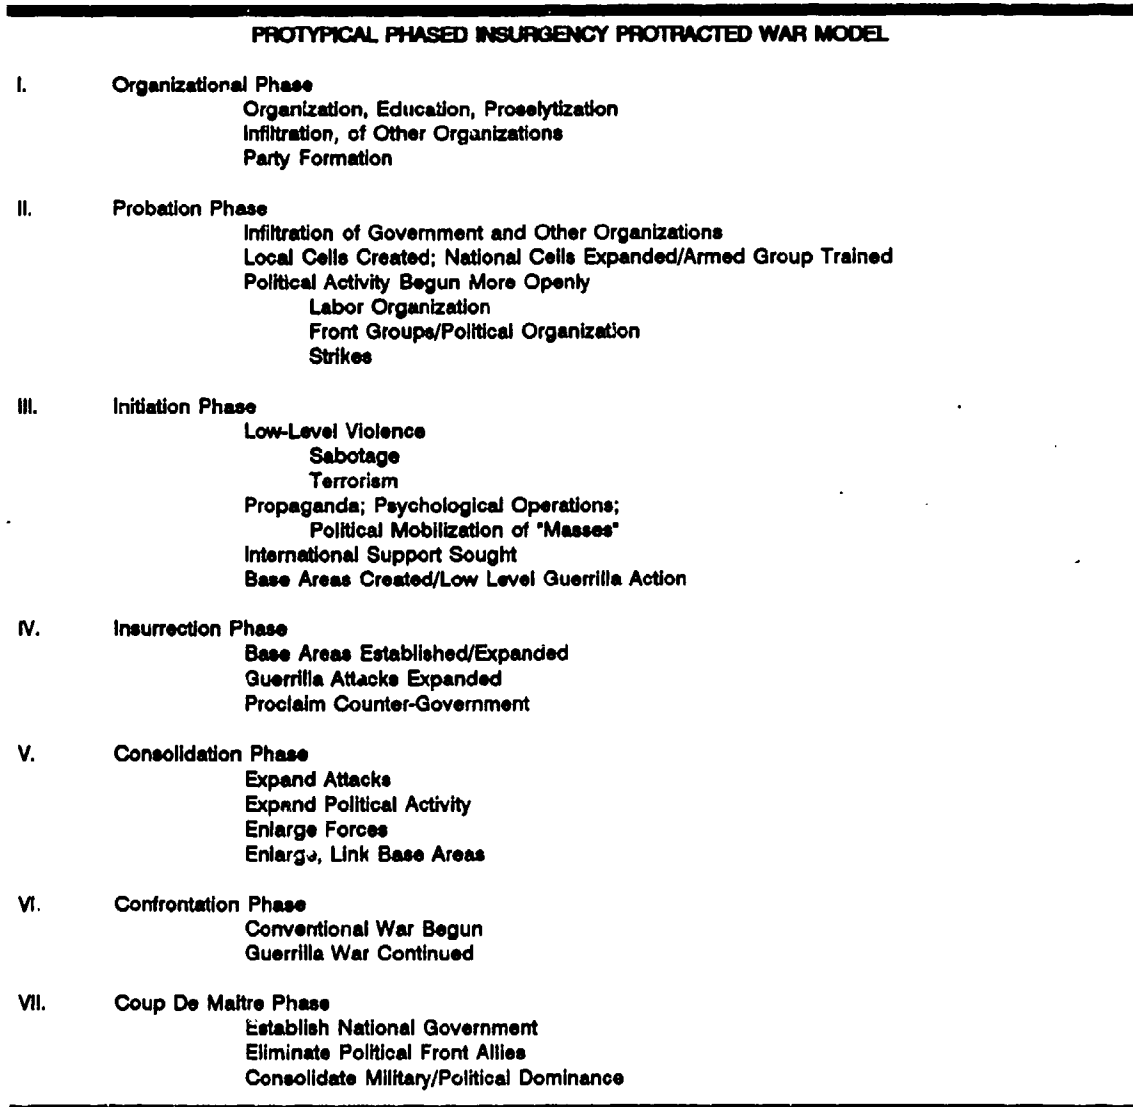 PROTYPICAL PHASED INSURGENCY PROTRACTED WAR MODEL
I. Organizational Phase
Organization, Education, Proselytization
Infiltration, of Other Organizations
Party Formation
II. Probation Phase
Infiltration of Government and Other Organizations
Local Cells Created; National Cells Expanded/Armed Group Trained
Political Activity Begun More Openly
Labor Organization
Front Groups/Political Organization
Strikes
III. Initiation Phase
Low-Level Violence
Sabotage
Terrorism
Propaganda; Psychological Operations;
Political Mobilization of "Masses"
International Support Sought
Base Areas Created/Low Level Guerrilla Action
IV. Insurrection Phase
Base Areas Established/Expanded
Guerrilla Attacks Expanded
Proclaim Counter-Government
V. Consolidation Phase
Expand Attacks
Expand Political Activity
Enlarge Forces
Enlarge, Link Base Areas
VI. Confrontation Phase
Conventional War Begun
Guerrilla War Continued
VII. Coup De Maitre Phase
Establish National Government
Eliminate Political Front Allies
Consolidate Military/Political Dominance